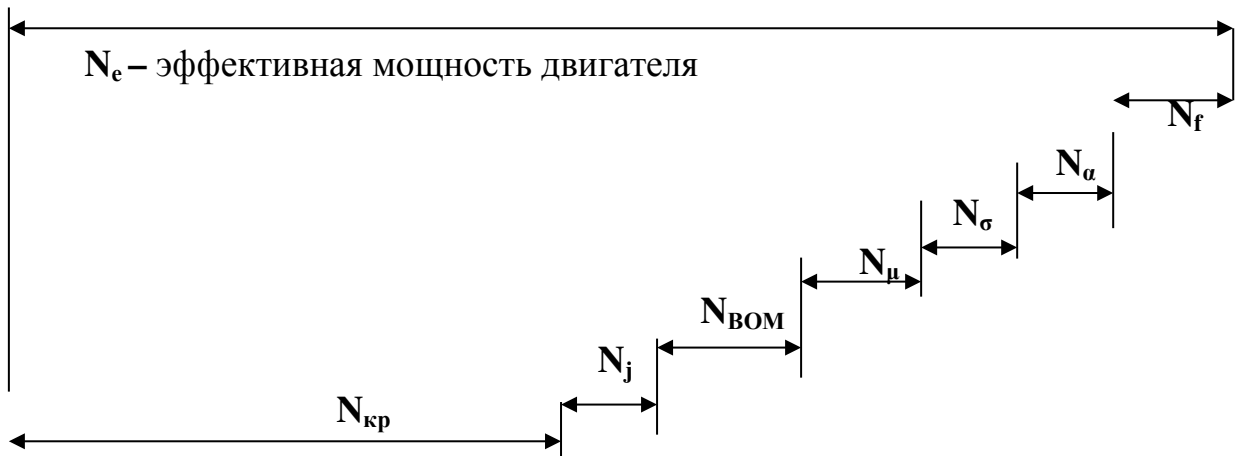 Nₑ – эффективная мощность двигателя
N_f
N_α
N_σ
N_μ
N_ВОМ
N_j
N_кр